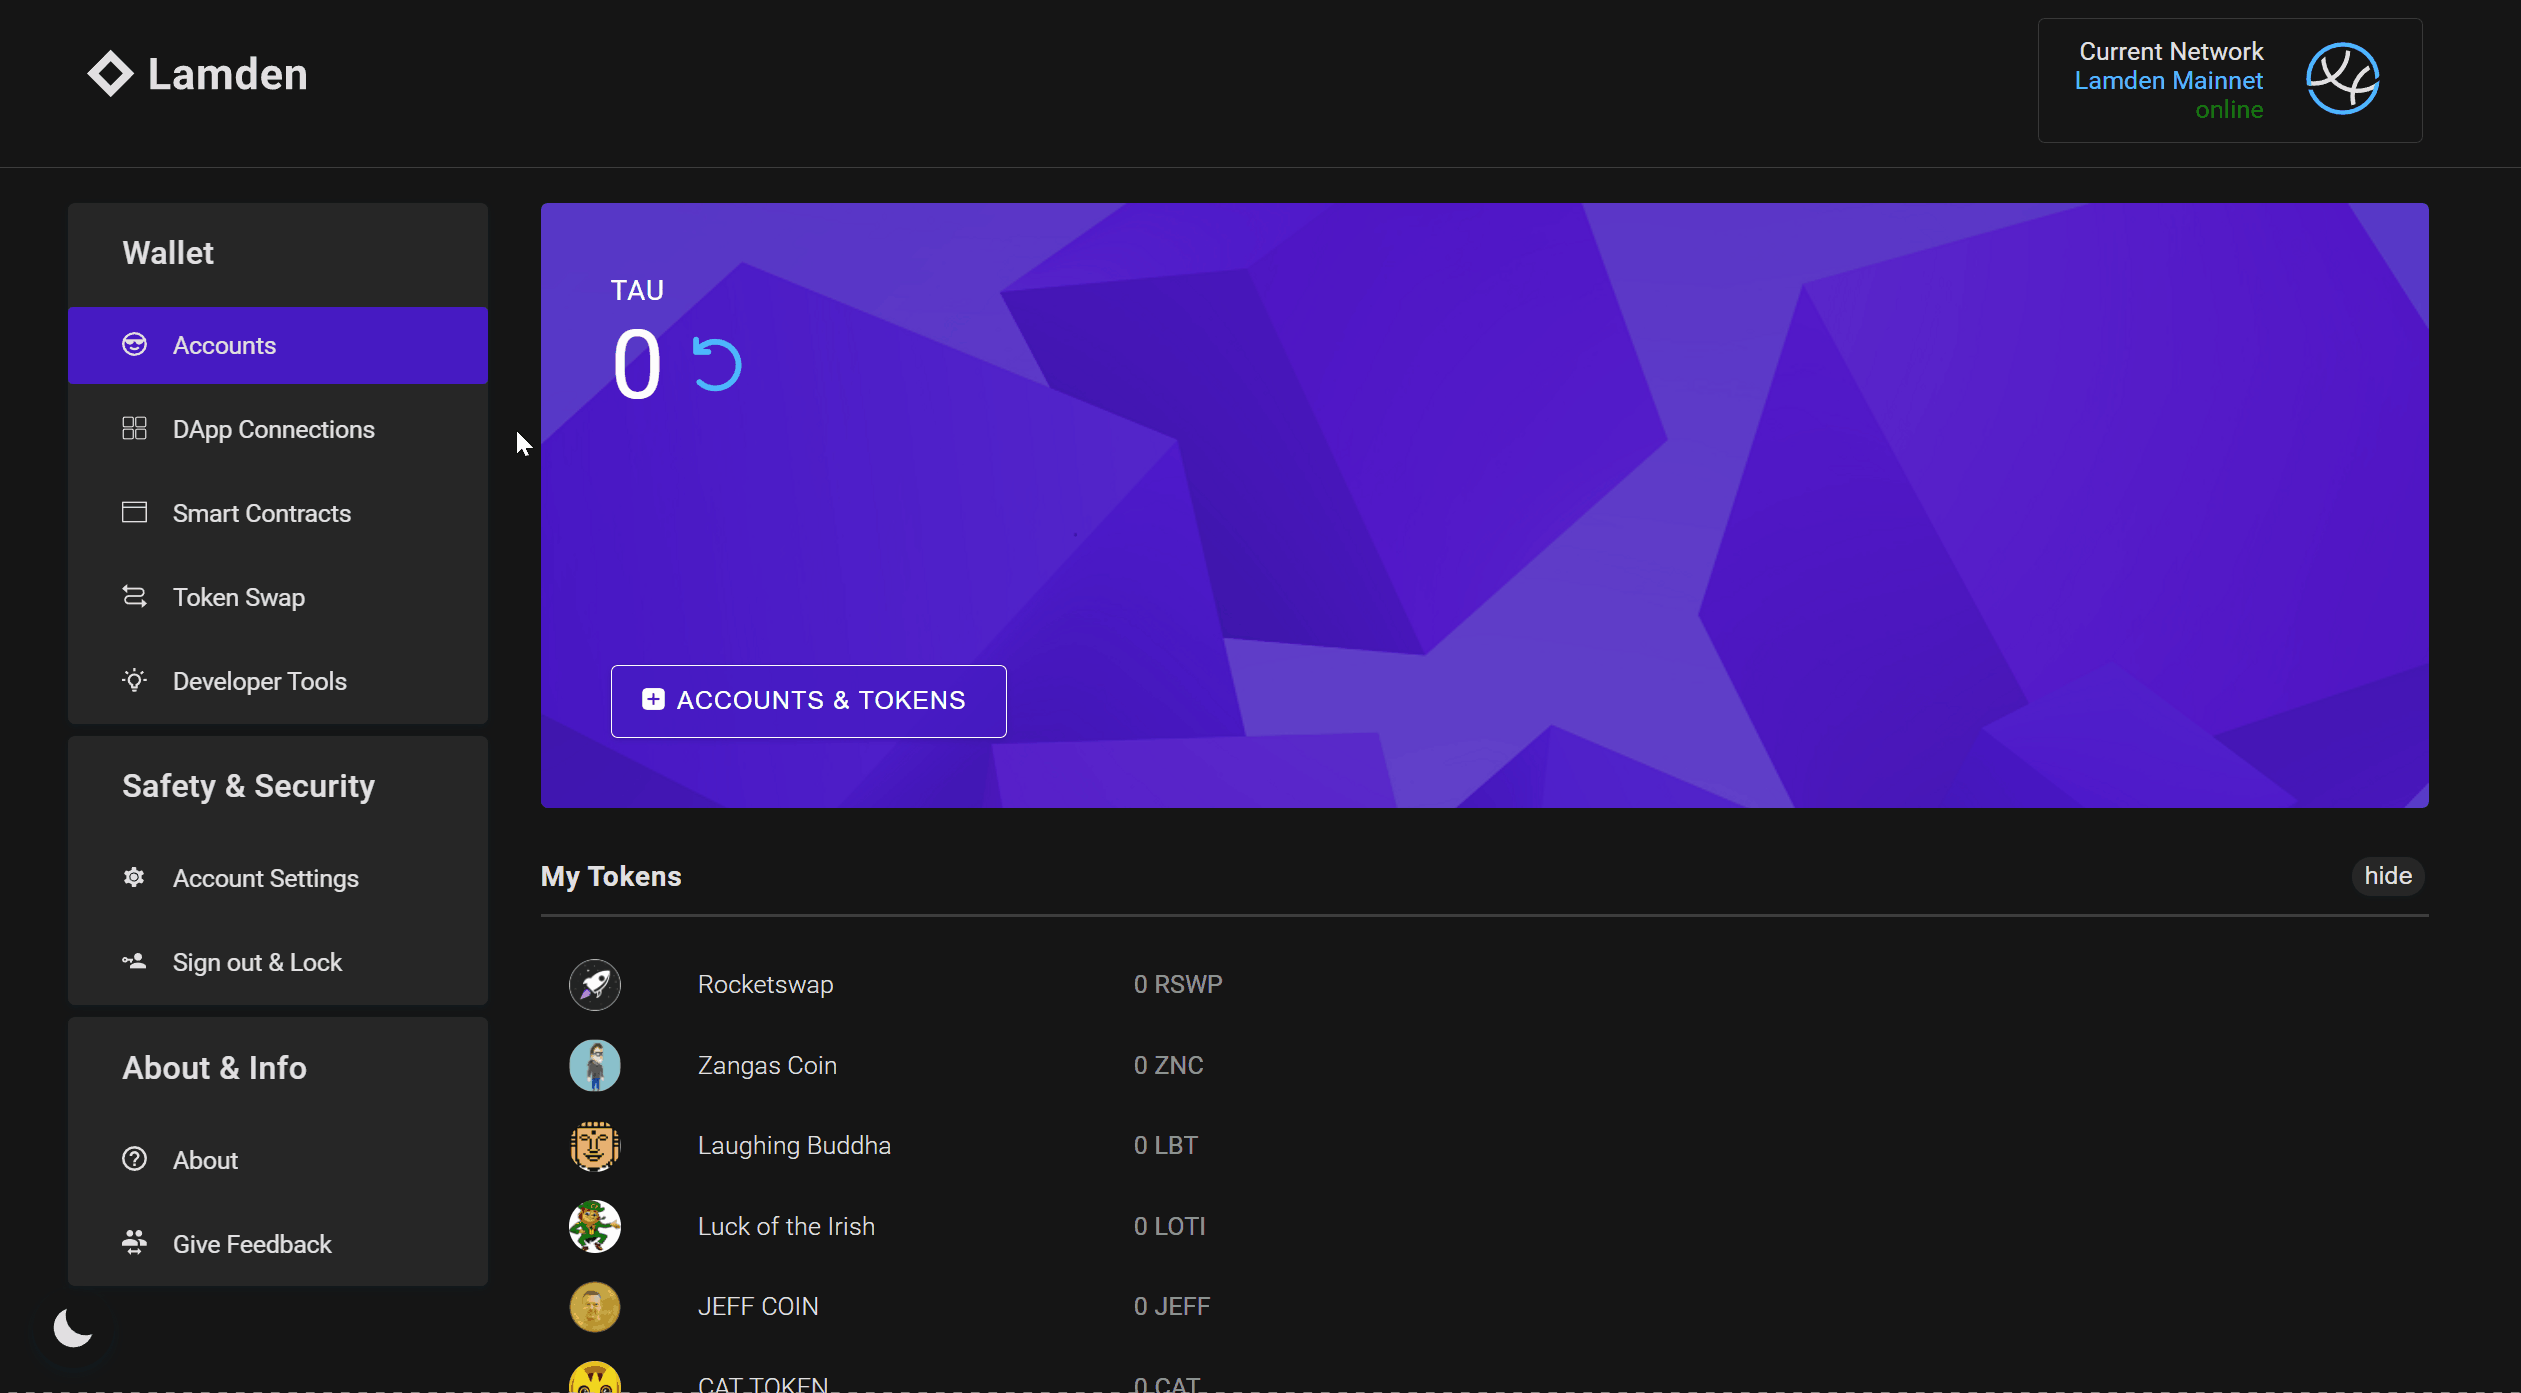 Lamden
Current Network
Lamden Mainnet
online
Wallet
Accounts
DApp Connections
Smart Contracts
Token Swap
Developer Tools
Safety & Security
Account Settings
Sign out & Lock
About & Info
About
Give Feedback
TAU
0
ACCOUNTS & TOKENS
My Tokens
hide
Rocketswap
0 RSWP
Zangas Coin
0 ZNC
Laughing Buddha
0 LBT
Luck of the Irish
0 LOTI
JEFF COIN
0 JEFF
CAT TOKEN
0 CAT